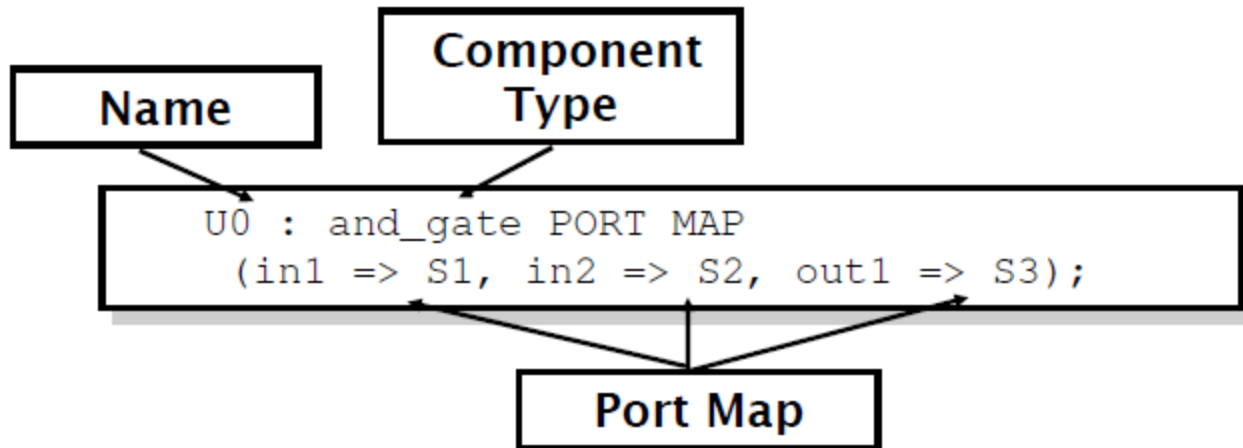 Component
Type
Name
U0 : and_gate PORT MAP
(in1 => S1, in2 => S2, out1 => S3);
Port Map